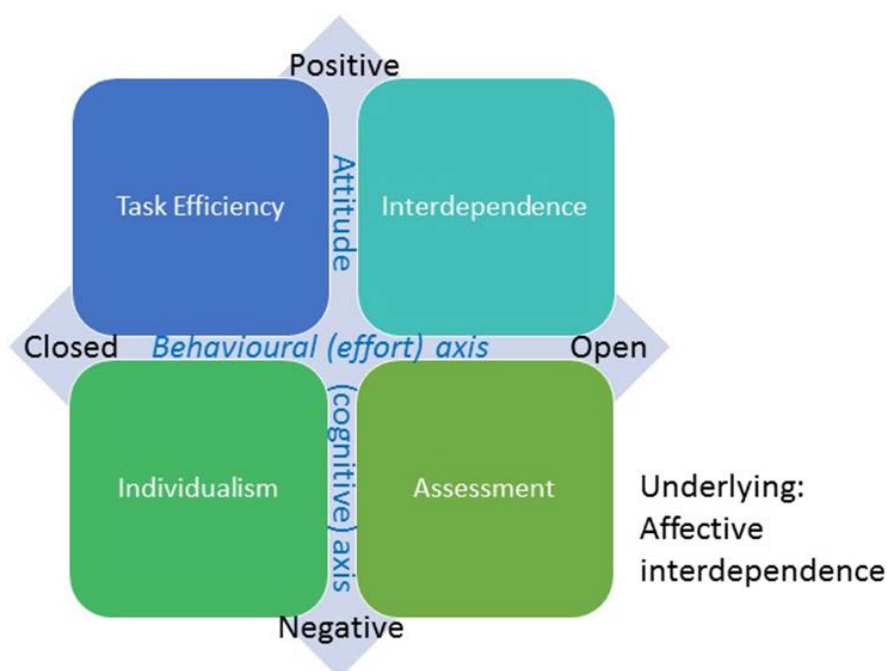 Positive
Task Efficiency
Attitude
Interdependence
Closed
Behavioural (effort) axis
Open
Individualism
(cognitive) axis
Assessment
Underlying:
Affective
interdependence
Negative